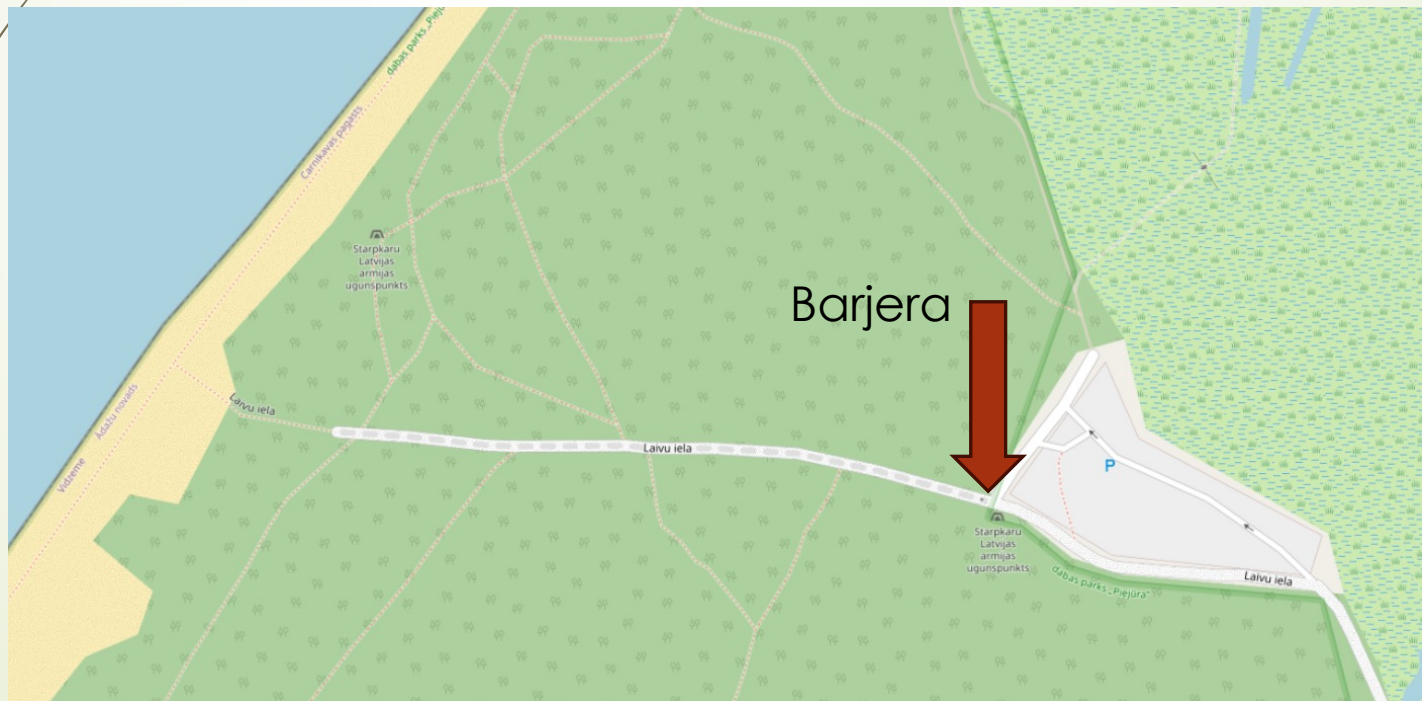 dabas parks „Piejū
Carnikavas pagasts
Starpkaru
Latvijas
armijas
ugunspunkts
Barjera
Ādažu novads
Vidzeme
Laivu iela
Laivu iela
P
Starpkaru
Latvijas
armijas
ugunspunkts
Laivu iela
dabas parks „Piejūra”